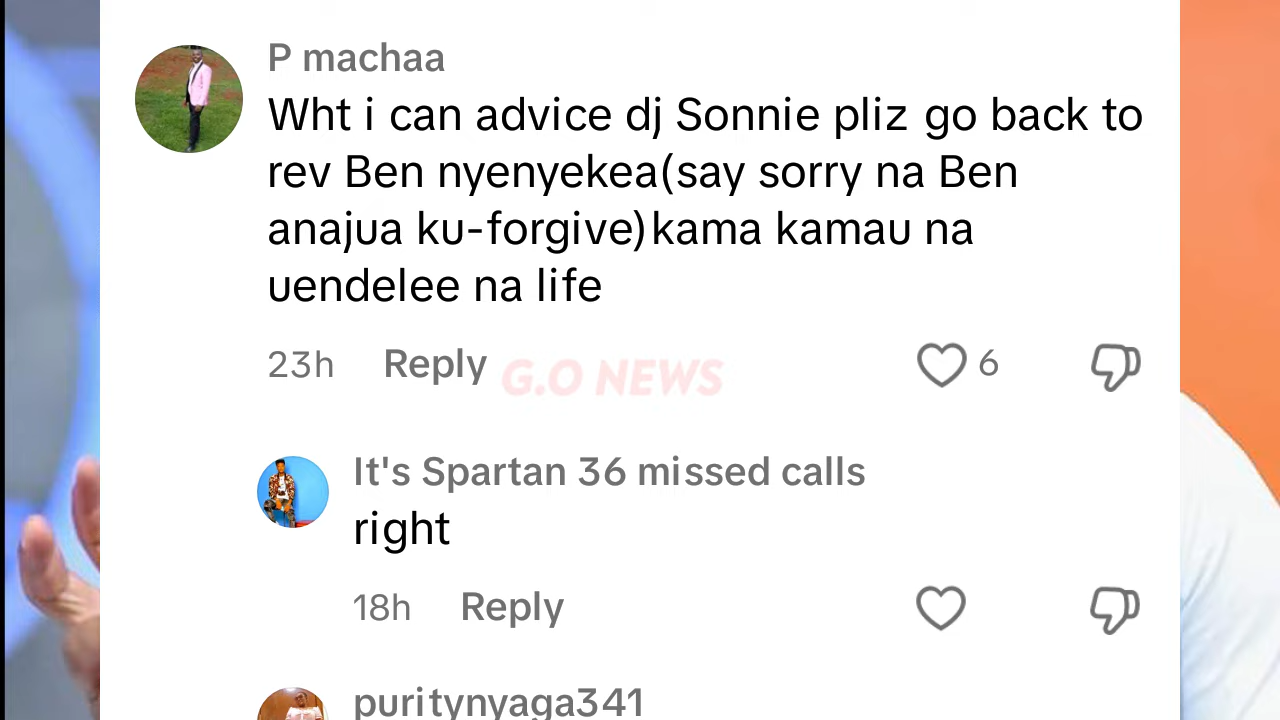 P machaa
Wht i can advice dj Sonnie pliz go back to
rev Ben nyenyekea(say sorry na Ben
anajua ku-forgive)kama kamau na
uendelee na life
23h Reply G.O NEWS 6
It's Spartan 36 missed calls
right
18h Reply
puritynyaga341